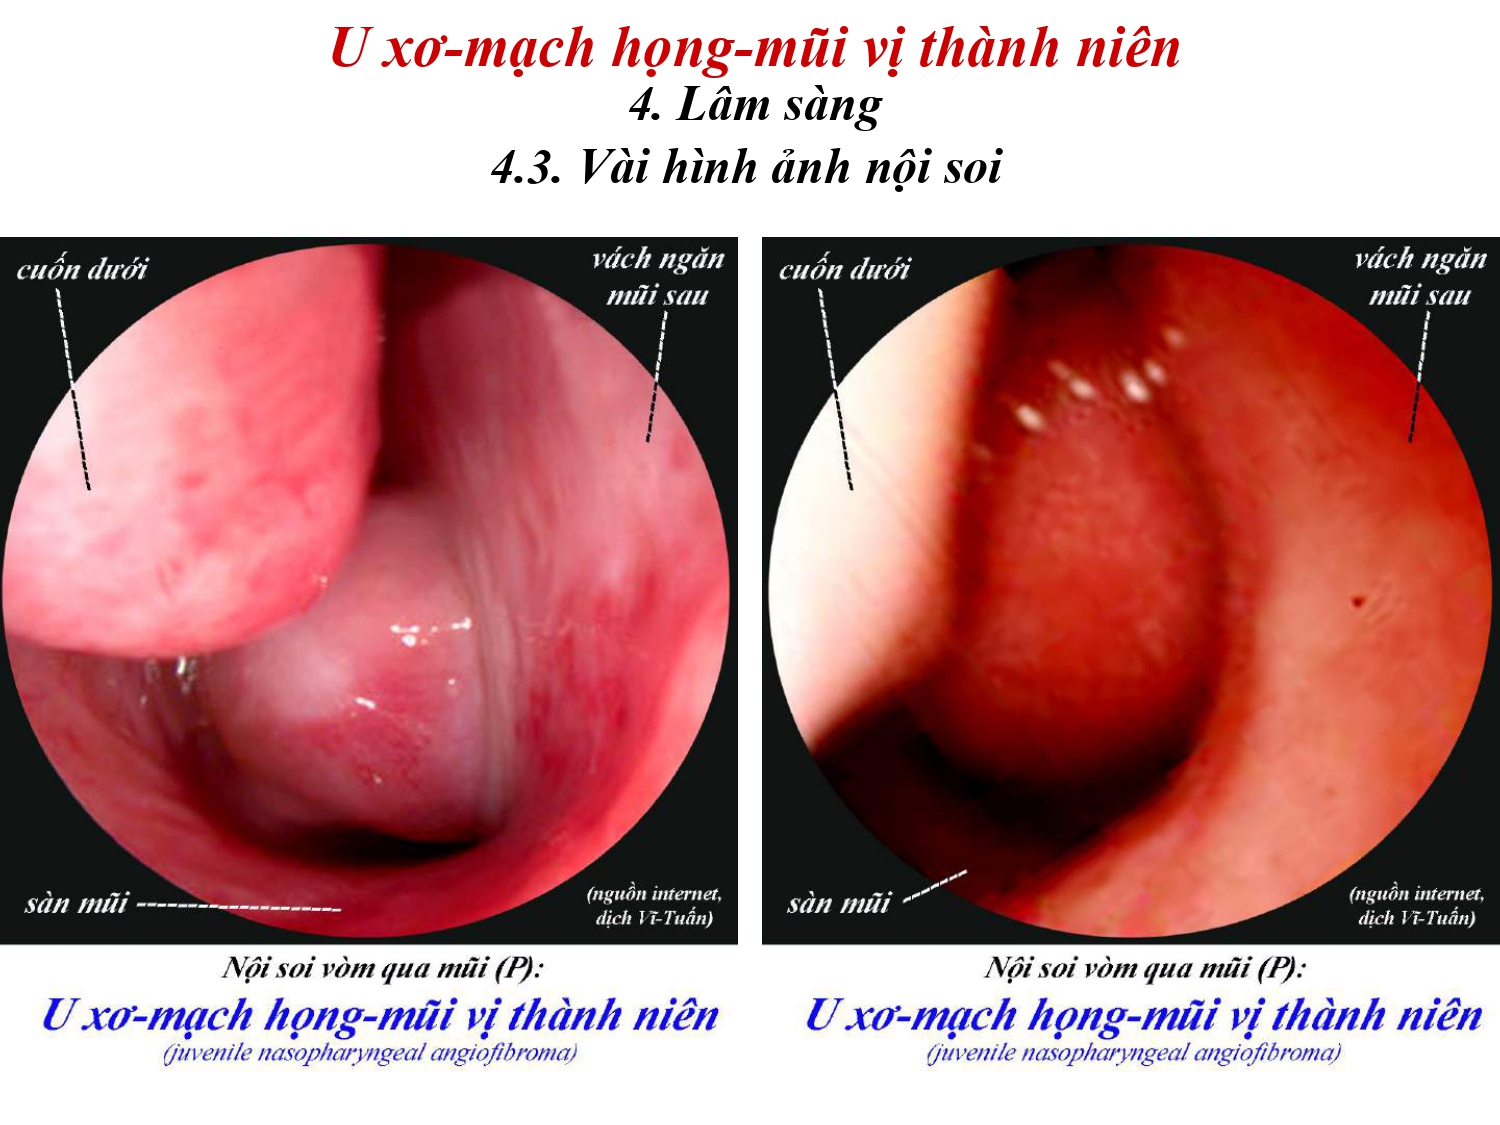 U xơ-mạch họng-mũi vị thành niên
4. Lâm sàng
4.3. Vài hình ảnh nội soi
cuốn dưới
vách ngăn
mũi sau
sàn mũi
(nguồn internet,
dịch Vĩ-Tuấn)
Nội soi vòm qua mũi (P):
U xơ-mạch họng-mũi vị thành niên
(juvenile nasopharyngeal angiofibroma)
cuốn dưới
vách ngăn
mũi sau
sàn mũi
(nguồn internet,
dịch Vĩ-Tuấn)
Nội soi vòm qua mũi (P):
U xơ-mạch họng-mũi vị thành niên
(juvenile nasopharyngeal angiofibroma)